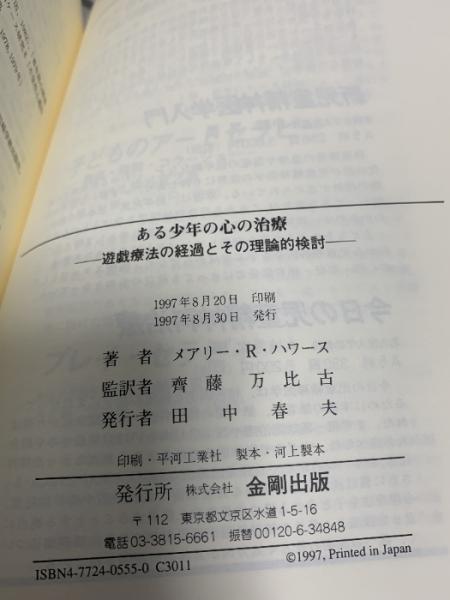 ある少年の心の治療
―遊戯療法の経過とその理論的検討―
1997年8月20日 印刷
1997年8月30日 発行
著者 メアリー・R・ハワース
監訳者 齊藤万比古
発行者 田中春夫
印刷・平河工業社 製本・河上製本
発行所 株式会社 金剛出版
〒112 東京都文京区水道1-5-16
電話03-3815-6661 振替00120-6-34848
ISBN4-7724-0555-0 C3011 ©1997, Printed in Japan